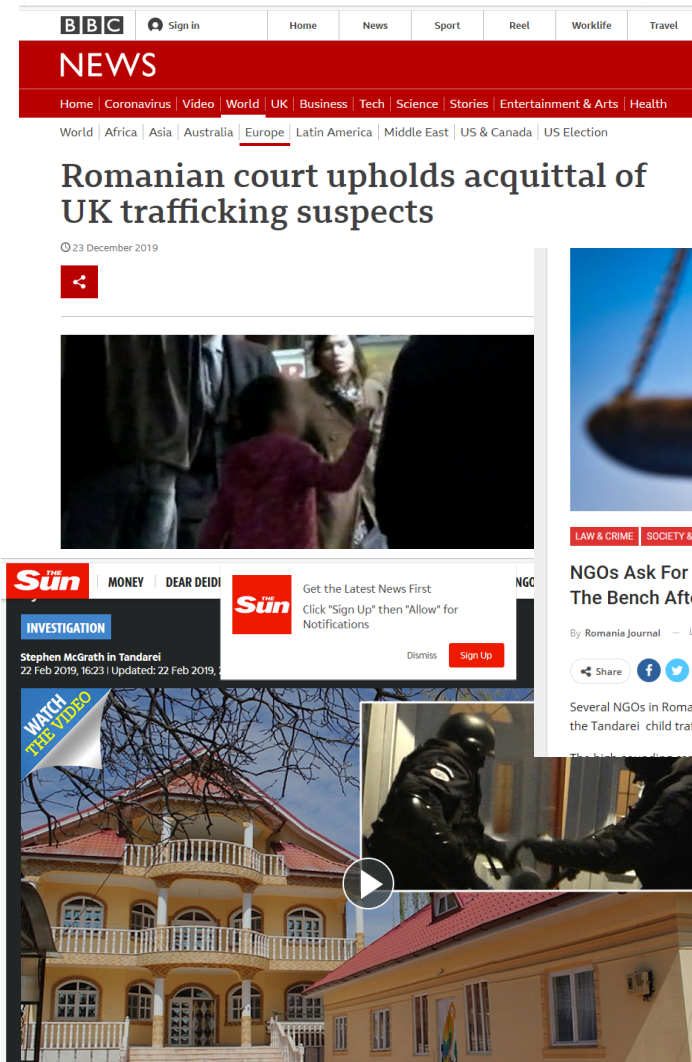 BBC Sign in Home News Sport Reel Worklife Travel
NEWS
Home Coronavirus Video World UK Business Tech Science Stories Entertainment & Arts Health
World Africa Asia Australia Europe Latin America Middle East US & Canada US Election
Romanian court upholds acquittal of
UK trafficking suspects
23 December 2019
LAW & CRIME SOCIETY &
NGOs Ask For
The Bench Afte
By Romania Journal —
Share
Several NGOs in Roma
the Tandarei child traf
THE Sun MONEY DEAR DEID
THE Sun
Get the Latest News First
Click "Sign Up" then "Allow" for
Notifications
Dismiss Sign Up
NGO
INVESTIGATION
Stephen McGrath in Tandarei
22 Feb 2019, 16:23 | Updated: 22 Feb 2019,
WATCH
THE VIDEO